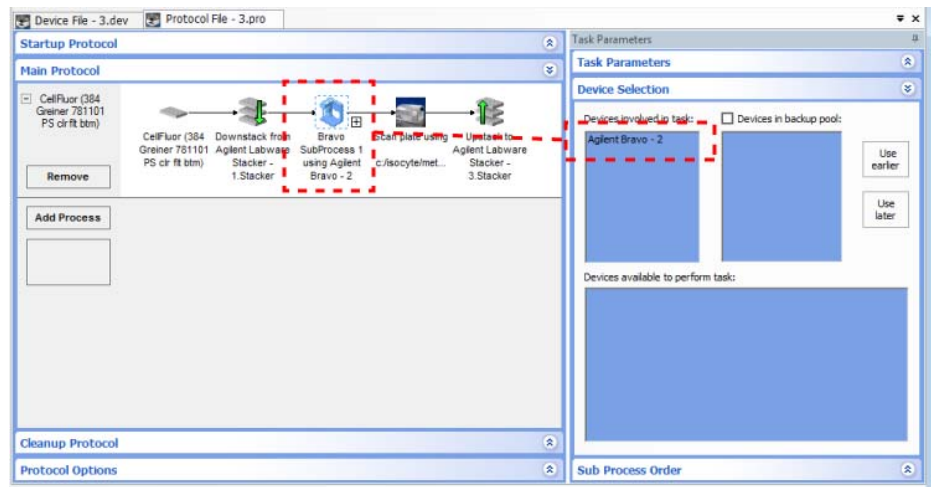 Device File - 3.dev
Protocol File - 3.pro
Startup Protocol
Main Protocol
CellFluor (384
Greiner 781101
PS clr flt btm)
Remove
Add Process
CellFluor (384
Greiner 781101
PS clr flt btm)
Downstack from
Agilent Labware
Stacker -
1.Stacker
Bravo
SubProcess 1
using Agilent
Bravo - 2
Scan plate using
c:/isocyte/met...
Upstack to
Agilent Labware
Stacker -
3.Stacker
Cleanup Protocol
Protocol Options
Task Parameters
Task Parameters
Device Selection
Devices involved in task:
Devices in backup pool:
Agilent Bravo - 2
Use
earlier
Use
later
Devices available to perform task:
Sub Process Order